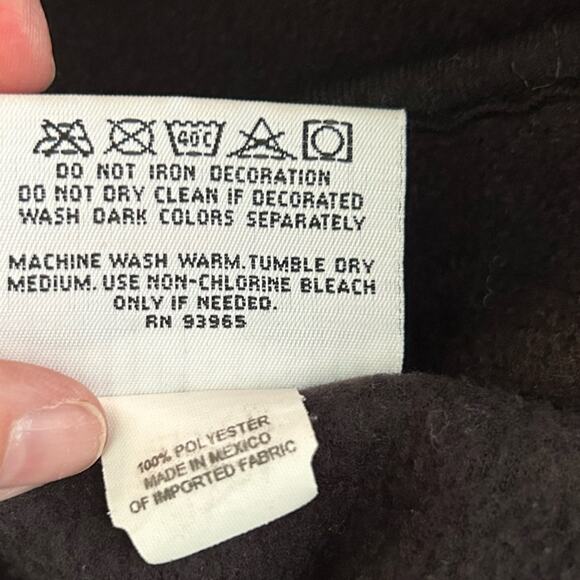 40C
DO NOT IRON DECORATION
DO NOT DRY CLEAN IF DECORATED
WASH DARK COLORS SEPARATELY
MACHINE WASH WARM. TUMBLE DRY
MEDIUM. USE NON-CHLORINE BLEACH
ONLY IF NEEDED.
RN 93965
100% POLYESTER
MADE IN MEXICO
OF IMPORTED FABRIC